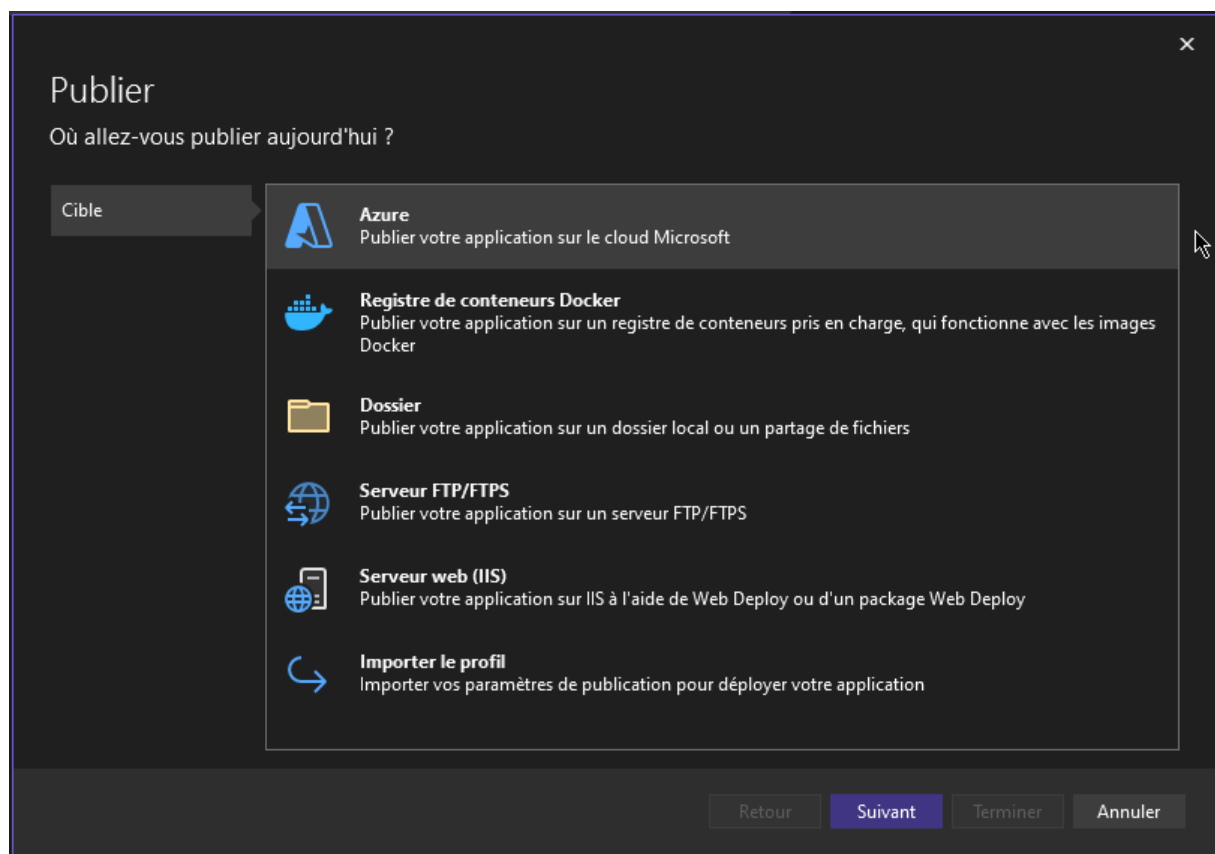 Publier
Où allez-vous publier aujourd'hui ?
Cible
Azure
Publier votre application sur le cloud Microsoft
Registre de conteneurs Docker
Publier votre application sur un registre de conteneurs pris en charge, qui fonctionne avec les images
Docker
Dossier
Publier votre application sur un dossier local ou un partage de fichiers
Serveur FTP/FTPS
Publier votre application sur un serveur FTP/FTPS
Serveur web (IIS)
Publier votre application sur IIS à l'aide de Web Deploy ou d'un package Web Deploy
Importer le profil
Importer vos paramètres de publication pour déployer votre application
Retour Suivant Terminer Annuler